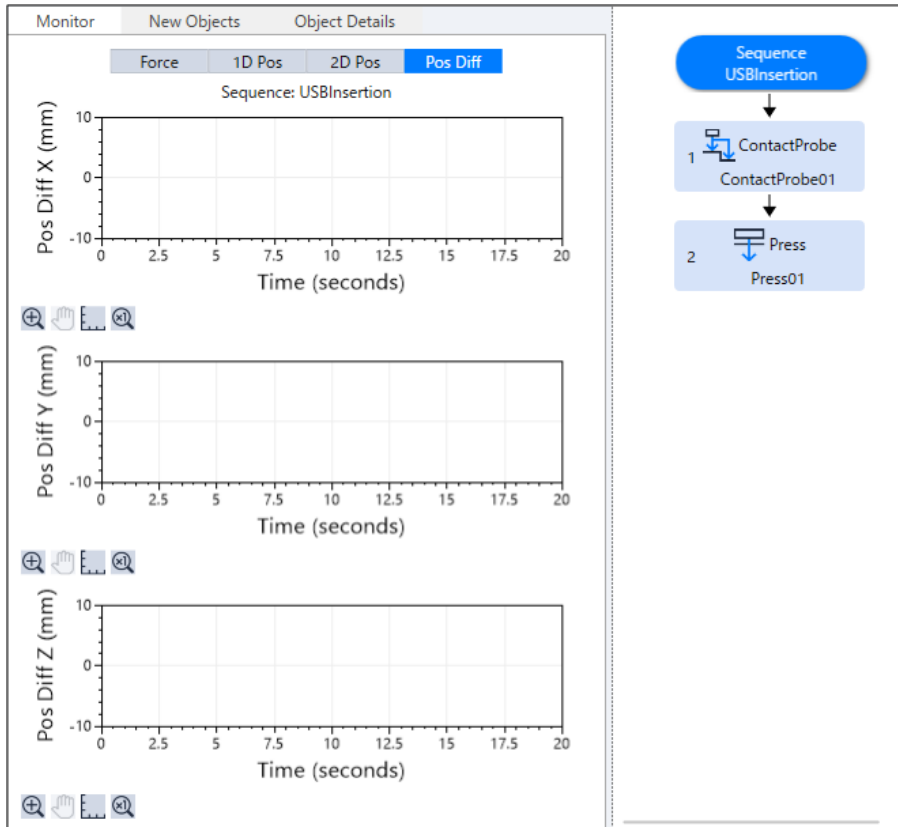 Monitor New Objects Object Details
Force 1D Pos 2D Pos Pos Diff
Sequence: USBInsertion
Pos Diff X (mm)
10
0
-10
0 2.5 5 7.5 10 12.5 15 17.5 20
Time (seconds)
x1
Pos Diff Y (mm)
10
0
-10
0 2.5 5 7.5 10 12.5 15 17.5 20
Time (seconds)
x1
Pos Diff Z (mm)
10
0
-10
0 2.5 5 7.5 10 12.5 15 17.5 20
Time (seconds)
x1
Sequence
USBInsertion
1 ContactProbe
ContactProbe01
2 Press
Press01